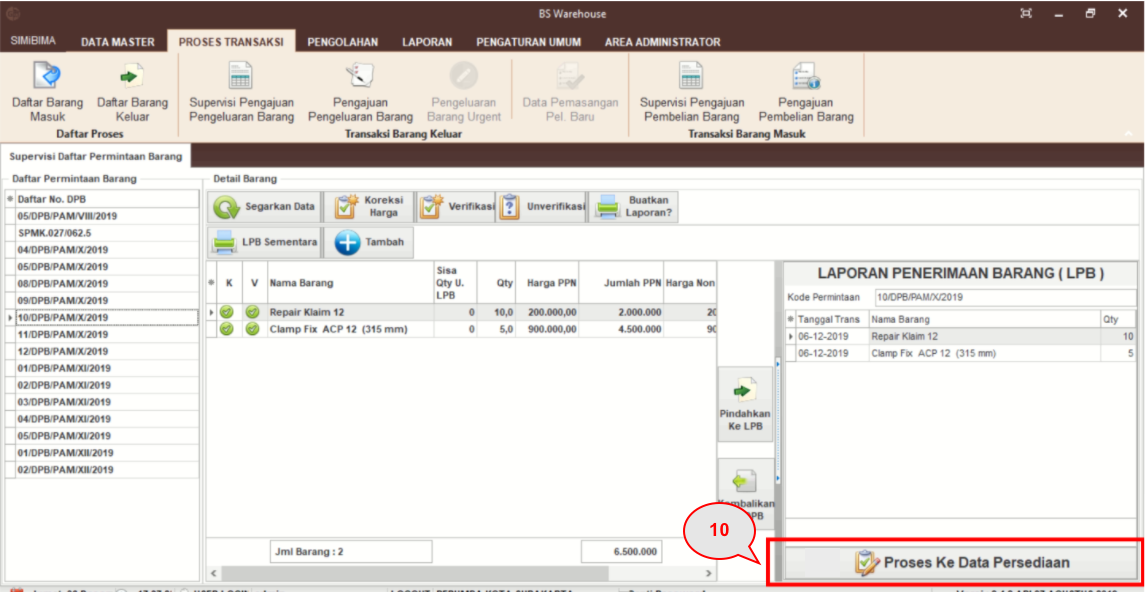 BS Warehouse
SIMiBIMA DATA MASTER PROSES TRANSAKSI PENGOLAHAN LAPORAN PENGATURAN UMUM AREA ADMINISTRATOR
Daftar Barang Masuk
Daftar Barang Keluar
Daftar Proses
Supervisi Pengajuan Pengeluaran Barang
Pengajuan Pengeluaran Barang
Pengeluaran Barang Urgent
Data Pemasangan Pel. Baru
Transaksi Barang Keluar
Supervisi Pengajuan Pembelian Barang
Pengajuan Pembelian Barang
Transaksi Barang Masuk
Supervisi Daftar Permintaan Barang
Daftar Permintaan Barang
Daftar No. DPB
05/DPB/PAM/VIII/2019
SPMK.027/062.5
04/DPB/PAM/X/2019
05/DPB/PAM/X/2019
08/DPB/PAM/X/2019
09/DPB/PAM/X/2019
10/DPB/PAM/X/2019
11/DPB/PAM/X/2019
12/DPB/PAM/X/2019
01/DPB/PAM/XI/2019
02/DPB/PAM/XI/2019
03/DPB/PAM/XI/2019
04/DPB/PAM/XI/2019
05/DPB/PAM/XI/2019
01/DPB/PAM/XII/2019
02/DPB/PAM/XII/2019
Detail Barang
Segarkan Data
Koreksi Harga
Verifikasi
Unverifikasi
Buatkan Laporan?
LPB Sementara
Tambah
K V Nama Barang Sisa Qty U. LPB Qty Harga PPN Jumlah PPN Harga Non
Repair Klaim 12 0 10,0 200.000,00 2.000.000 20
Clamp Fix ACP 12 (315 mm) 0 5,0 900.000,00 4.500.000 90
Jml Barang : 2 6.500.000
Pindahkan Ke LPB
Kembalikan
LAPORAN PENERIMAAN BARANG ( LPB )
Kode Permintaan 10/DPB/PAM/X/2019
Tanggal Trans Nama Barang Qty
06-12-2019 Repair Klaim 12 10
06-12-2019 Clamp Fix ACP 12 (315 mm) 5
10
Proses Ke Data Persediaan